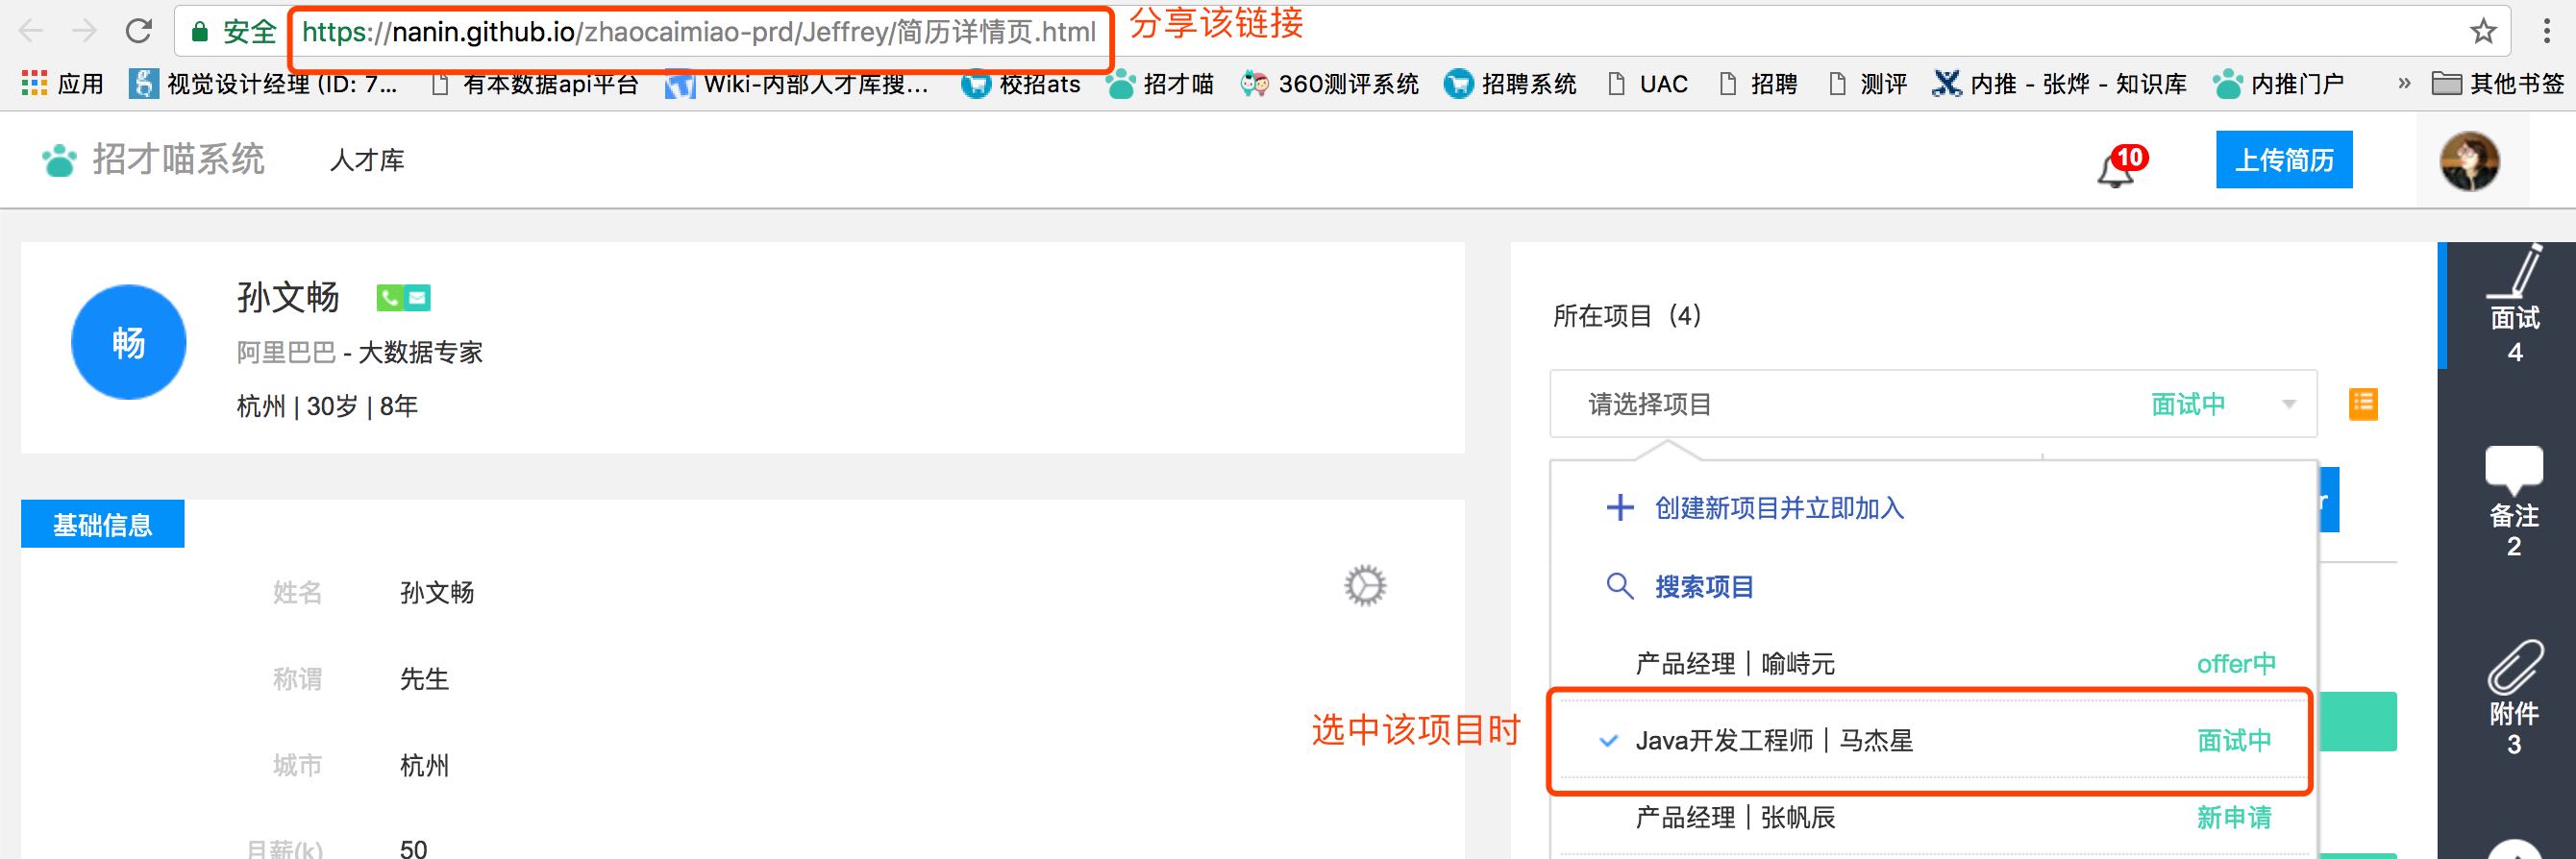 安全 https://nanin.github.io/zhaocaimiao-prd/Jeffrey/简历详情页.html 分享该链接
应用 视觉设计经理 (ID: 7... 有本数据api平台 Wiki-内部人才库搜... 校招ats 招才喵 360测评系统 招聘系统 UAC 招聘 测评 内推 - 张烨 - 知识库 内推门户 » 其他书签
招才喵系统 人才库 10 上传简历
畅
孙文畅
阿里巴巴 - 大数据专家
杭州 | 30岁 | 8年
基础信息
姓名 孙文畅
称谓 先生
城市 杭州
月薪(k) 50
所在项目（4）
请选择项目 面试中
创建新项目并立即加入
搜索项目
产品经理｜喻峙元 offer中
选中该项目时
Java开发工程师｜马杰星 面试中
产品经理｜张帆辰 新申请
面试
4
备注
2
附件
3